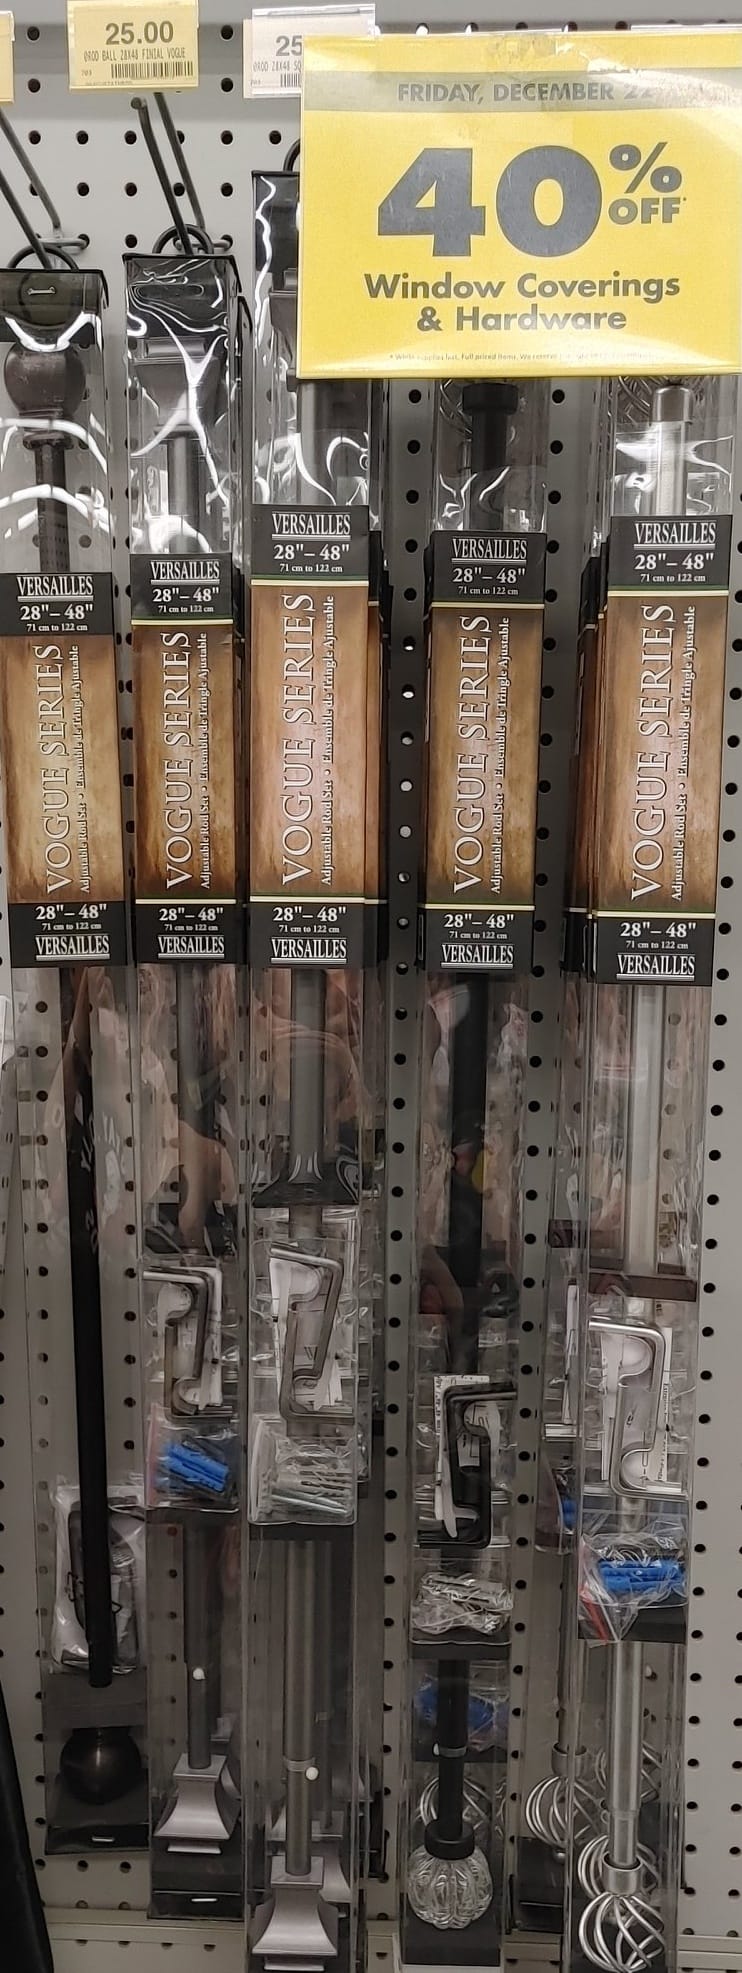 25.00
ØROD BALL 28X48 FINIAL VOGUE
703
25
ØROD 28X48 SQ
703
FRIDAY, DECEMBER
40% OFF*
Window Coverings
& Hardware
VERSAILLES
28"– 48"
71 cm to 122 cm
VOGUE SERIES
Adjustable Rod Set • Ensemble de Tringle Ajustable
28"– 48"
71 cm to 122 cm
VERSAILLES
VERSAILLES
28"– 48"
71 cm to 122 cm
VOGUE SERIES
Adjustable Rod Set • Ensemble de Tringle Ajustable
28"– 48"
71 cm to 122 cm
VERSAILLES
VERSAILLES
28"– 48"
71 cm to 122 cm
VOGUE SERIES
Adjustable Rod Set • Ensemble de Tringle Ajustable
28"– 48"
71 cm to 122 cm
VERSAILLES
VERSAILLES
28"– 48"
71 cm to 122 cm
VOGUE SERIES
Adjustable Rod Set • Ensemble de Tringle Ajustable
28"– 48"
71 cm to 122 cm
VERSAILLES
VERSAILLES
28"– 48"
71 cm to 122 cm
VOGUE SERIES
Adjustable Rod Set • Ensemble de Tringle Ajustable
28"– 48"
71 cm to 122 cm
VERSAILLES